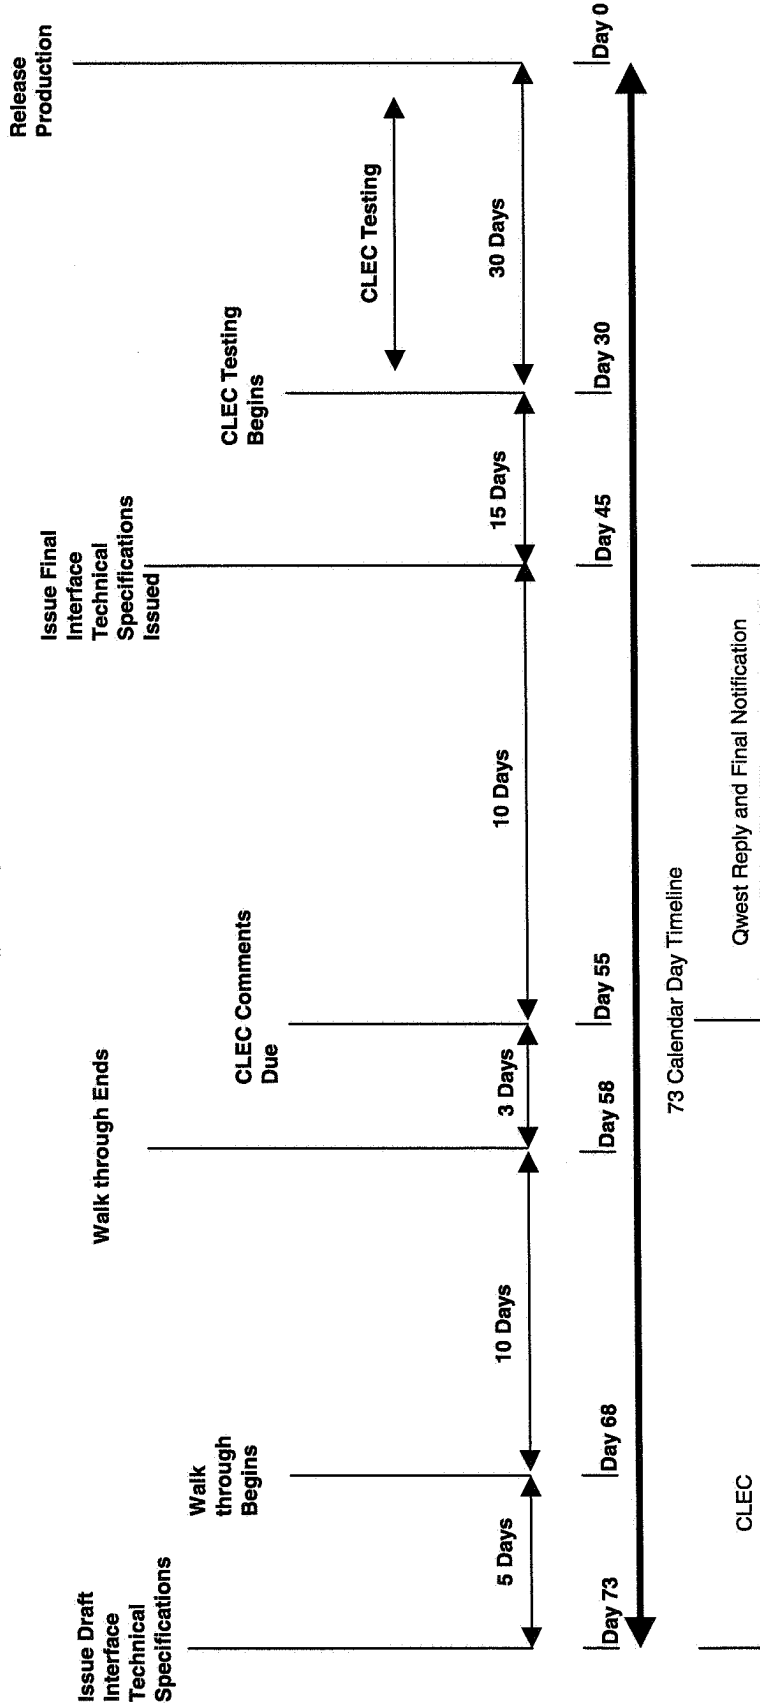 Issue Draft
Interface
Technical
Specifications
Walk
through
Begins
Walk through Ends
CLEC Comments
Due
Issue Final
Interface
Technical
Specifications
Issued
CLEC Testing
Begins
CLEC Testing
Release
Production
5 Days
10 Days
3 Days
10 Days
15 Days
30 Days
Day 73
Day 68
Day 58
Day 55
Day 45
Day 30
Day 0
73 Calendar Day Timeline
CLEC
Qwest Reply and Final Notification